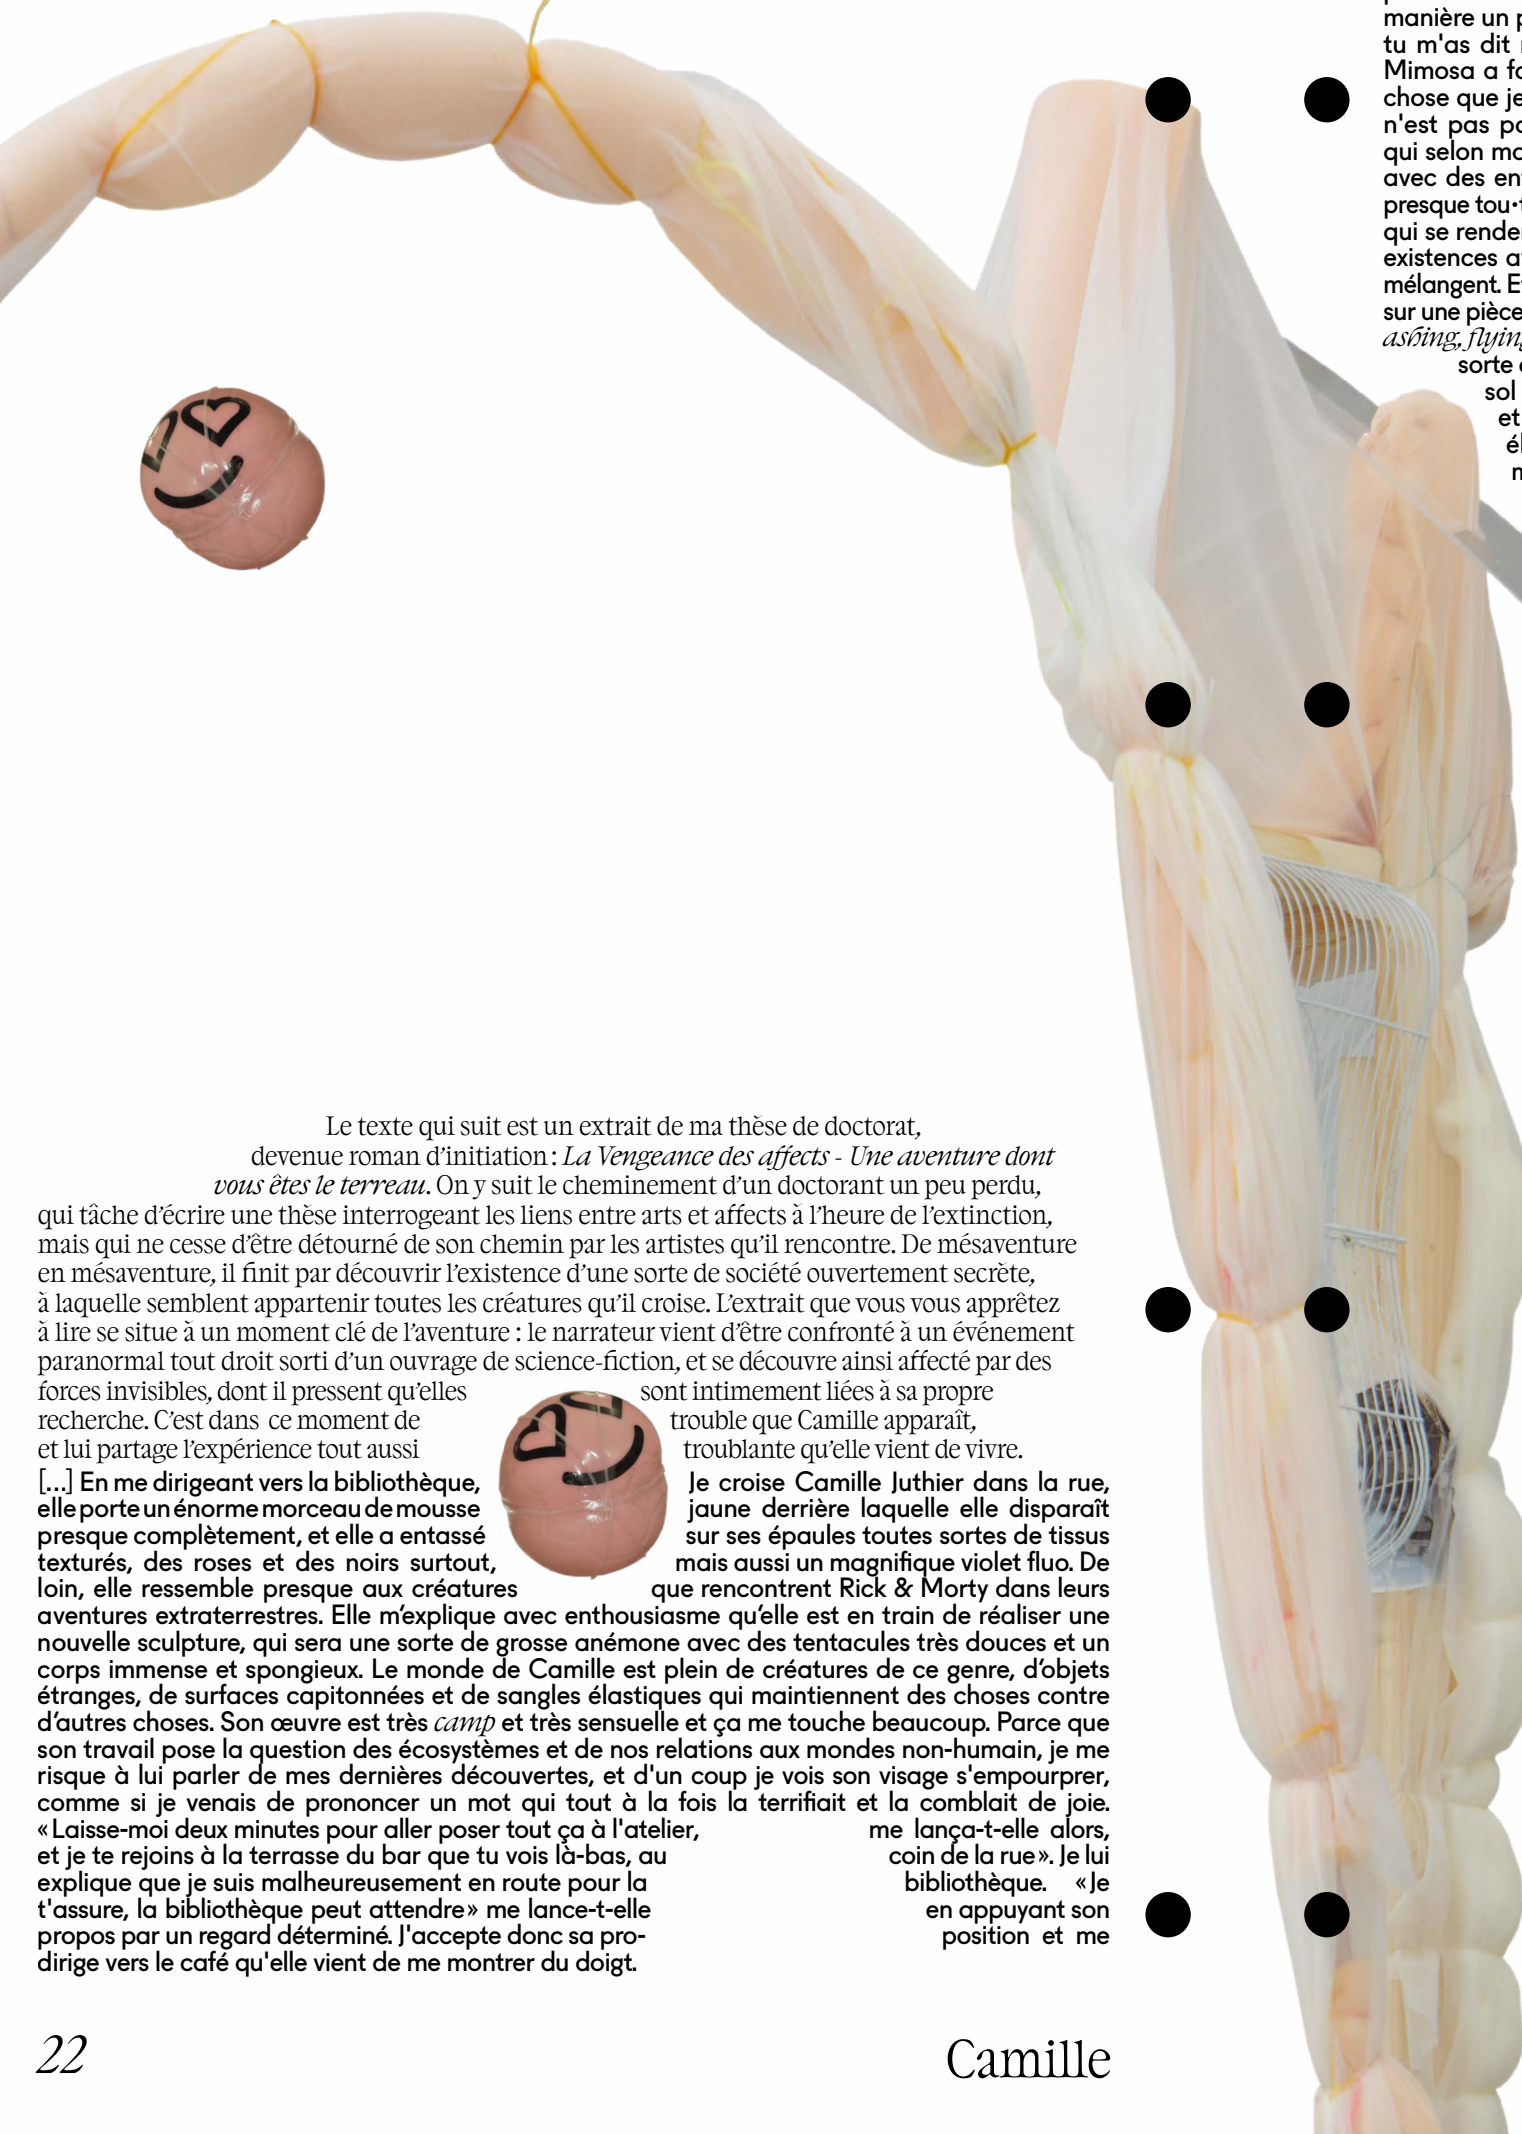 Le texte qui suit est un extrait de ma thèse de doctorat,
devenue roman d’initiation : La Vengeance des affects - Une aventure dont
vous êtes le terreau. On y suit le cheminement d’un doctorant un peu perdu,
qui tâche d’écrire une thèse interrogeant les liens entre arts et affects à l’heure de l’extinction,
mais qui ne cesse d’être détourné de son chemin par les artistes qu’il rencontre. De mésaventure
en mésaventure, il finit par découvrir l’existence d’une sorte de société ouvertement secrète,
à laquelle semblent appartenir toutes les créatures qu’il croise. L’extrait que vous vous apprêtez
à lire se situe à un moment clé de l’aventure : le narrateur vient d’être confronté à un événement
paranormal tout droit sorti d’un ouvrage de science-fiction, et se découvre ainsi affecté par des
forces invisibles, dont il pressent qu’elles sont intimement liées à sa propre
recherche. C’est dans ce moment de trouble que Camille apparaît,
et lui partage l’expérience tout aussi troublante qu’elle vient de vivre.
[...] En me dirigeant vers la bibliothèque, Je croise Camille Juthier dans la rue,
elle porte un énorme morceau de mousse jaune derrière laquelle elle disparaît
presque complètement, et elle a entassé sur ses épaules toutes sortes de tissus
texturés, des roses et des noirs surtout, mais aussi un magnifique violet fluo. De
loin, elle ressemble presque aux créatures que rencontrent Rick & Morty dans leurs
aventures extraterrestres. Elle m’explique avec enthousiasme qu’elle est en train de réaliser une
nouvelle sculpture, qui sera une sorte de grosse anémone avec des tentacules très douces et un
corps immense et spongieux. Le monde de Camille est plein de créatures de ce genre, d’objets
étranges, de surfaces capitonnées et de sangles élastiques qui maintiennent des choses contre
d’autres choses. Son œuvre est très camp et très sensuelle et ça me touche beaucoup. Parce que
son travail pose la question des écosystèmes et de nos relations aux mondes non-humain, je me
risque à lui parler de mes dernières découvertes, et d'un coup je vois son visage s'empourprer,
comme si je venais de prononcer un mot qui tout à la fois la terrifiait et la comblait de joie.
« Laisse-moi deux minutes pour aller poser tout ça à l'atelier, me lança-t-elle alors,
et je te rejoins à la terrasse du bar que tu vois là-bas, au coin de la rue ». Je lui
explique que je suis malheureusement en route pour la bibliothèque. « Je
t'assure, la bibliothèque peut attendre » me lance-t-elle en appuyant son
propos par un regard déterminé. J'accepte donc sa pro- position et me
dirige vers le café qu'elle vient de me montrer du doigt.
22
Camille
manière un p
tu m'as dit
Mimosa a fo
chose que je
n'est pas pa
qui selon mo
avec des en
presque tou·t
qui se rende
existences a
mélangent. E
sur une pièce
ashing, flying
sorte
sol
et